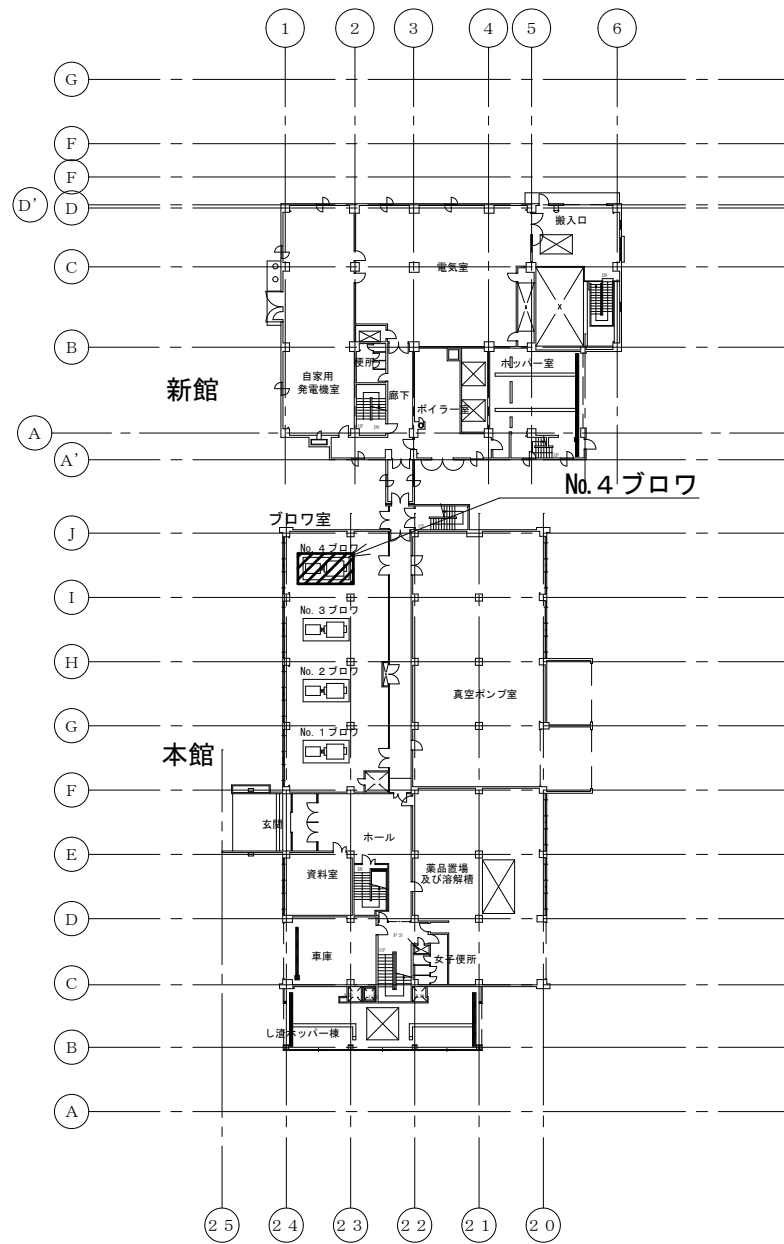 1 2 3 4 5 6
G
F
F
D'
D
搬入口
C
電気室
B
便所
ホッパー室
自家用
発電機室
廊下
ボイラー室
新館
UP DN
A
A'
No.4ブロワ
ブロワ室
J
No.4ブロワ
I
No.3ブロワ
H
No.2ブロワ
真空ポンプ室
G
No.1ブロワ
本館
F
玄関
ホール
E
資料室
薬品置場
及び溶解槽
D
PS
車庫
女子便所
UP
C
し渣ホッパー棟
B
A
25 24 23 22 21 20